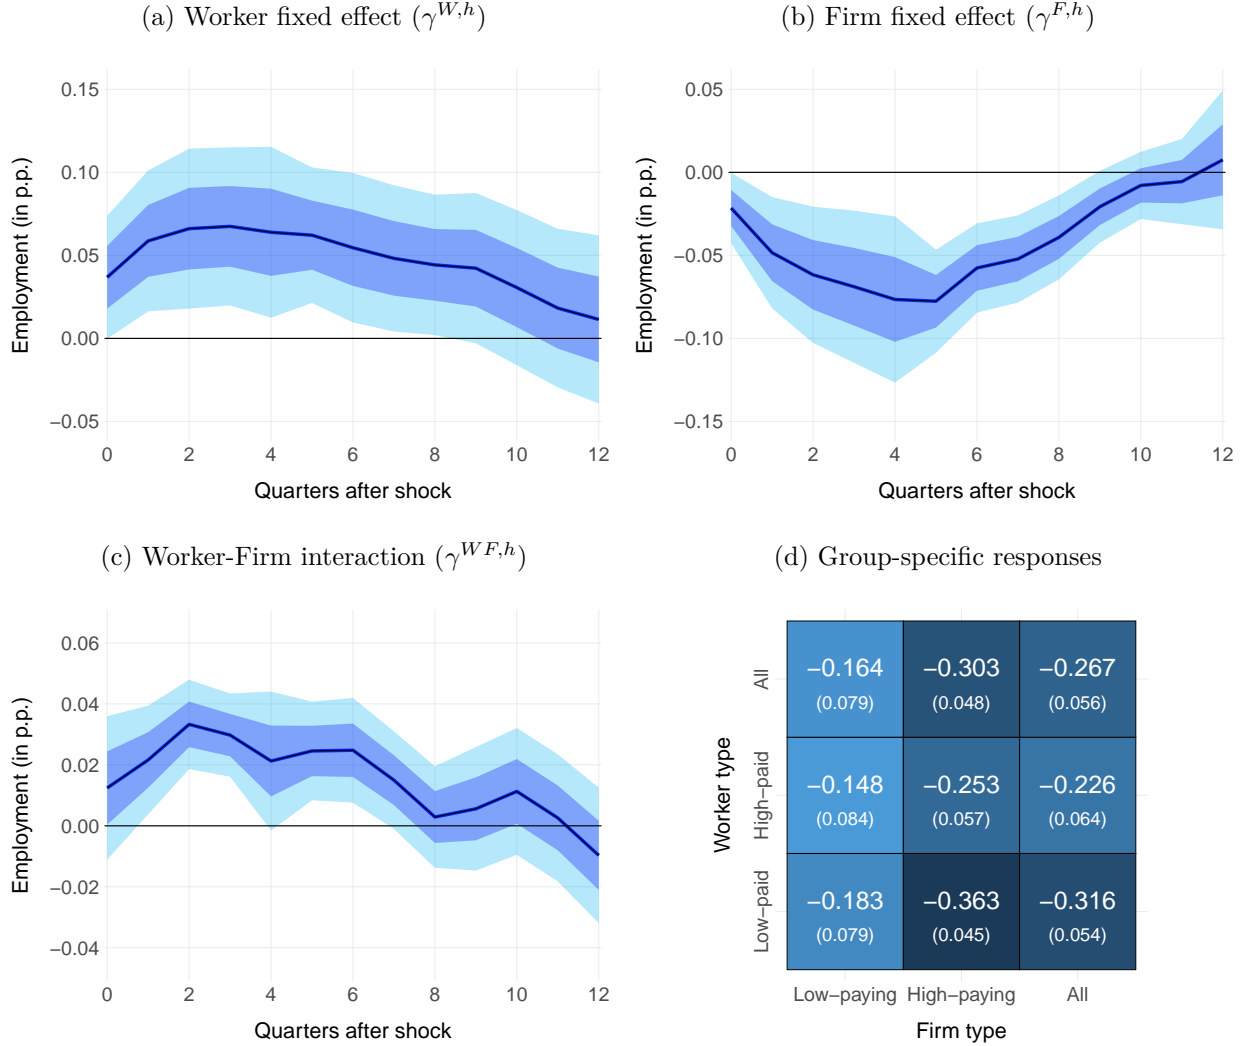 (a) Worker fixed effect (γ^{W,h})
Employment (in p.p.)
0.15
0.10
0.05
0.00
−0.05
0 2 4 6 8 10 12
Quarters after shock
(b) Firm fixed effect (γ^{F,h})
Employment (in p.p.)
0.05
0.00
−0.05
−0.10
−0.15
0 2 4 6 8 10 12
Quarters after shock
(c) Worker-Firm interaction (γ^{WF,h})
Employment (in p.p.)
0.06
0.04
0.02
0.00
−0.02
−0.04
0 2 4 6 8 10 12
Quarters after shock
(d) Group-specific responses
Worker type
All
−0.164 −0.303 −0.267
(0.079) (0.048) (0.056)
High−paid
−0.148 −0.253 −0.226
(0.084) (0.057) (0.064)
Low−paid
−0.183 −0.363 −0.316
(0.079) (0.045) (0.054)
Low−paying High−paying All
Firm type